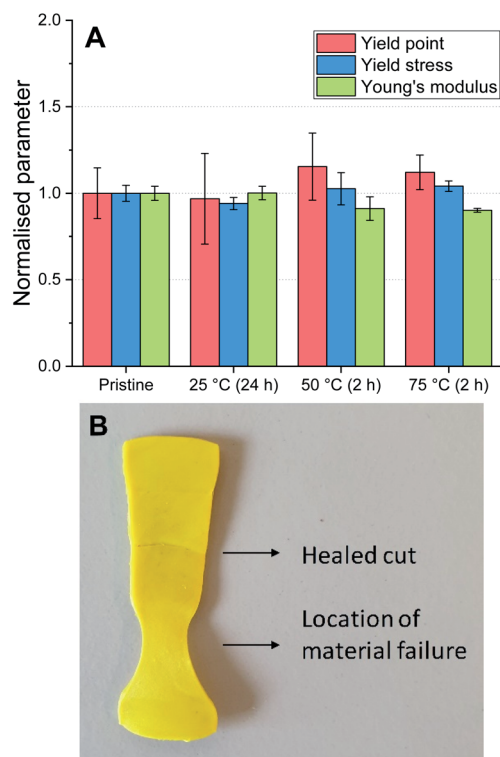 A
Yield point
Yield stress
Young's modulus
Normalised parameter
2.0
1.5
1.0
0.5
0.0
Pristine
25 °C (24 h)
50 °C (2 h)
75 °C (2 h)
B
Healed cut
Location of
material failure